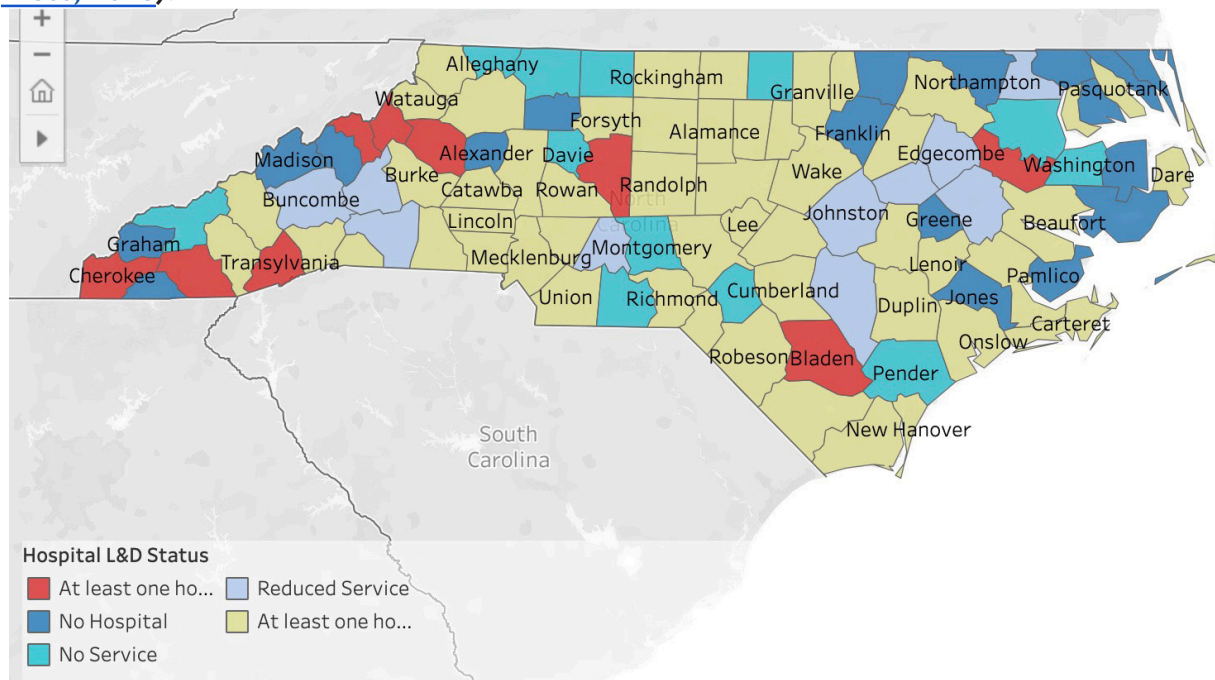 +
−
Alleghany
Rockingham
Granville
Northampton
Pasquotank
Watauga
Forsyth
Alamance
Franklin
Madison
Alexander
Davie
Edgecombe
Washington
Burke
Catawba
Rowan
Randolph
Wake
Dare
Buncombe
North
Carolina
Lincoln
Lee
Johnston
Greene
Beaufort
Graham
Transylvania
Mecklenburg
Montgomery
Cherokee
Lenoir
Pamlico
Union
Richmond
Cumberland
Duplin
Jones
Carteret
Onslow
Robeson
Bladen
Pender
New Hanover
South
Carolina
Hospital L&D Status
At least one ho... Reduced Service
No Hospital At least one ho...
No Service